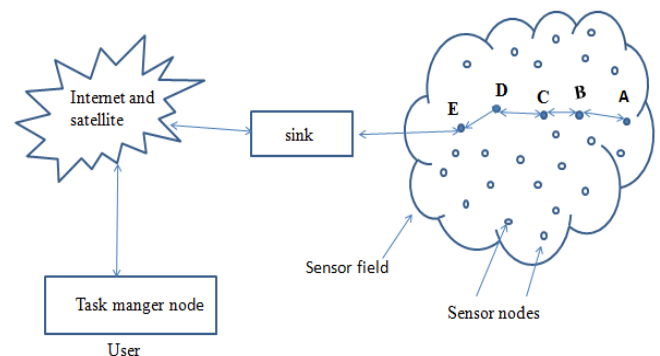 Internet and
satellite
sink
E
D
C
B
A
Sensor field
Sensor nodes
Task manger node
User